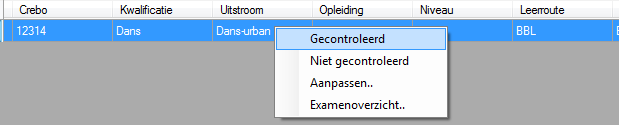 Crebo Kwalificatie Uitstroom Opleiding Niveau Leerroute
12314 Dans Dans-urban BBL
Gecontroleerd
Niet gecontroleerd
Aanpassen..
Examenoverzicht..